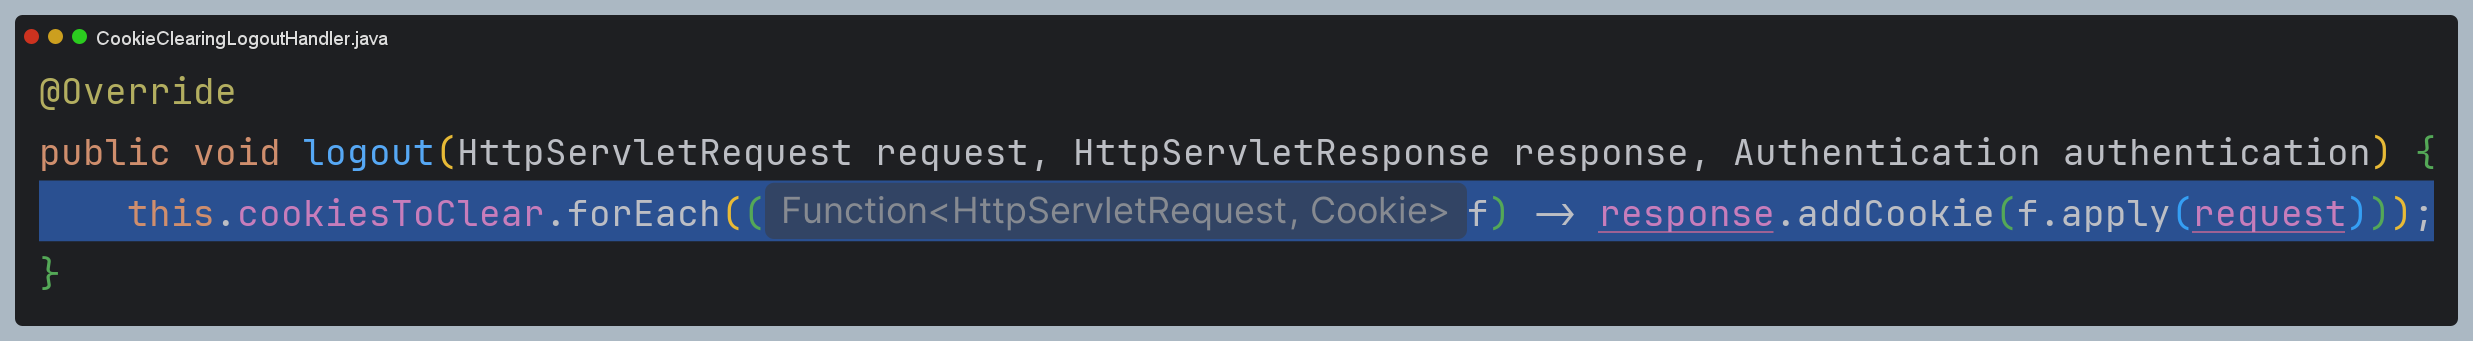 CookieClearingLogoutHandler.java
@Override
public void logout(HttpServletRequest request, HttpServletResponse response, Authentication authentication) {
    this.cookiesToClear.forEach((Function<HttpServletRequest, Cookie> f) -> response.addCookie(f.apply(request)));
}